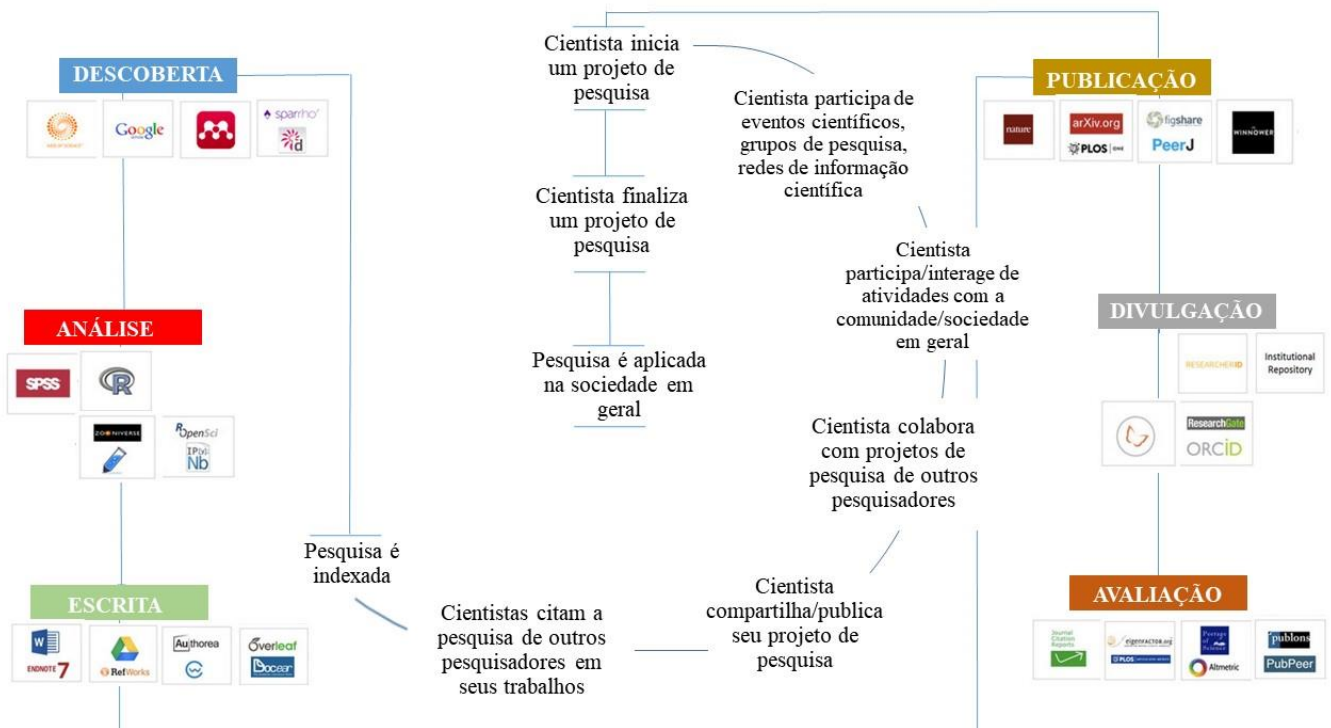 DESCOBERTA
Google
sparrho
id
ANÁLISE
SPSS
R
ZOONIVERSE
ROpenSci
IP[y]:
Nb
ESCRITA
W
ENDNOTE 7
RefWorks
Authorea
Overleaf
Docear
Cientista inicia
um projeto de
pesquisa
Cientista finaliza
um projeto de
pesquisa
Pesquisa é aplicada
na sociedade em
geral
Cientista participa de
eventos científicos,
grupos de pesquisa,
redes de informação
científica
Cientista
participa/interage de
atividades com a
comunidade/sociedade
em geral
Cientista colabora
com projetos de
pesquisa de outros
pesquisadores
Cientista
compartilha/publica
seu projeto de
pesquisa
Cientistas citam a
pesquisa de outros
pesquisadores em
seus trabalhos
Pesquisa é
indexada
PUBLICAÇÃO
nature
arXiv.org
PLOS ONE
figshare
PeerJ
WINNOWER
DIVULGAÇÃO
RESEARCHERID
Institutional
Repository
ResearchGate
ORCID
AVALIAÇÃO
Journal
Citation
Reports
eigenFACTOR.org
PLOS
Altmetric
publons
PubPeer